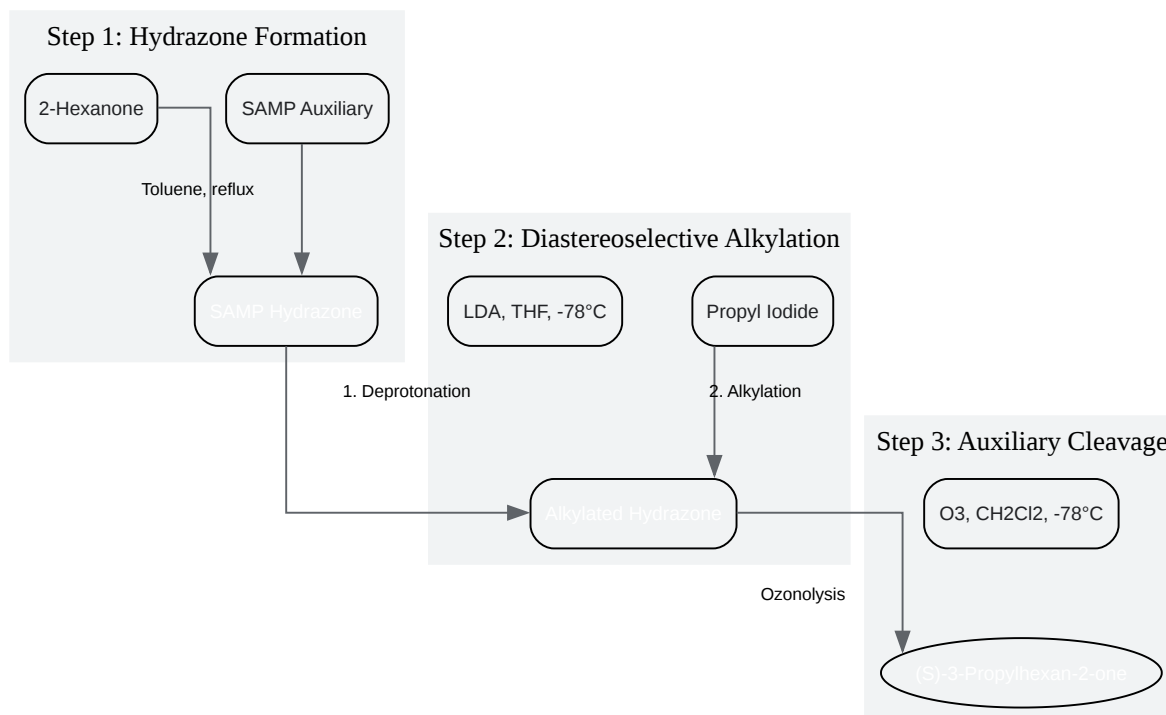 Step 1: Hydrazone Formation
2-Hexanone
SAMP Auxiliary
Toluene, reflux
SAMP Hydrazone
Step 2: Diastereoselective Alkylation
LDA, THF, -78°C
Propyl Iodide
1. Deprotonation
2. Alkylation
Alkylated Hydrazone
Step 3: Auxiliary Cleavage
O3, CH2Cl2, -78°C
Ozonolysis
(S)-3-Propylhexan-2-one